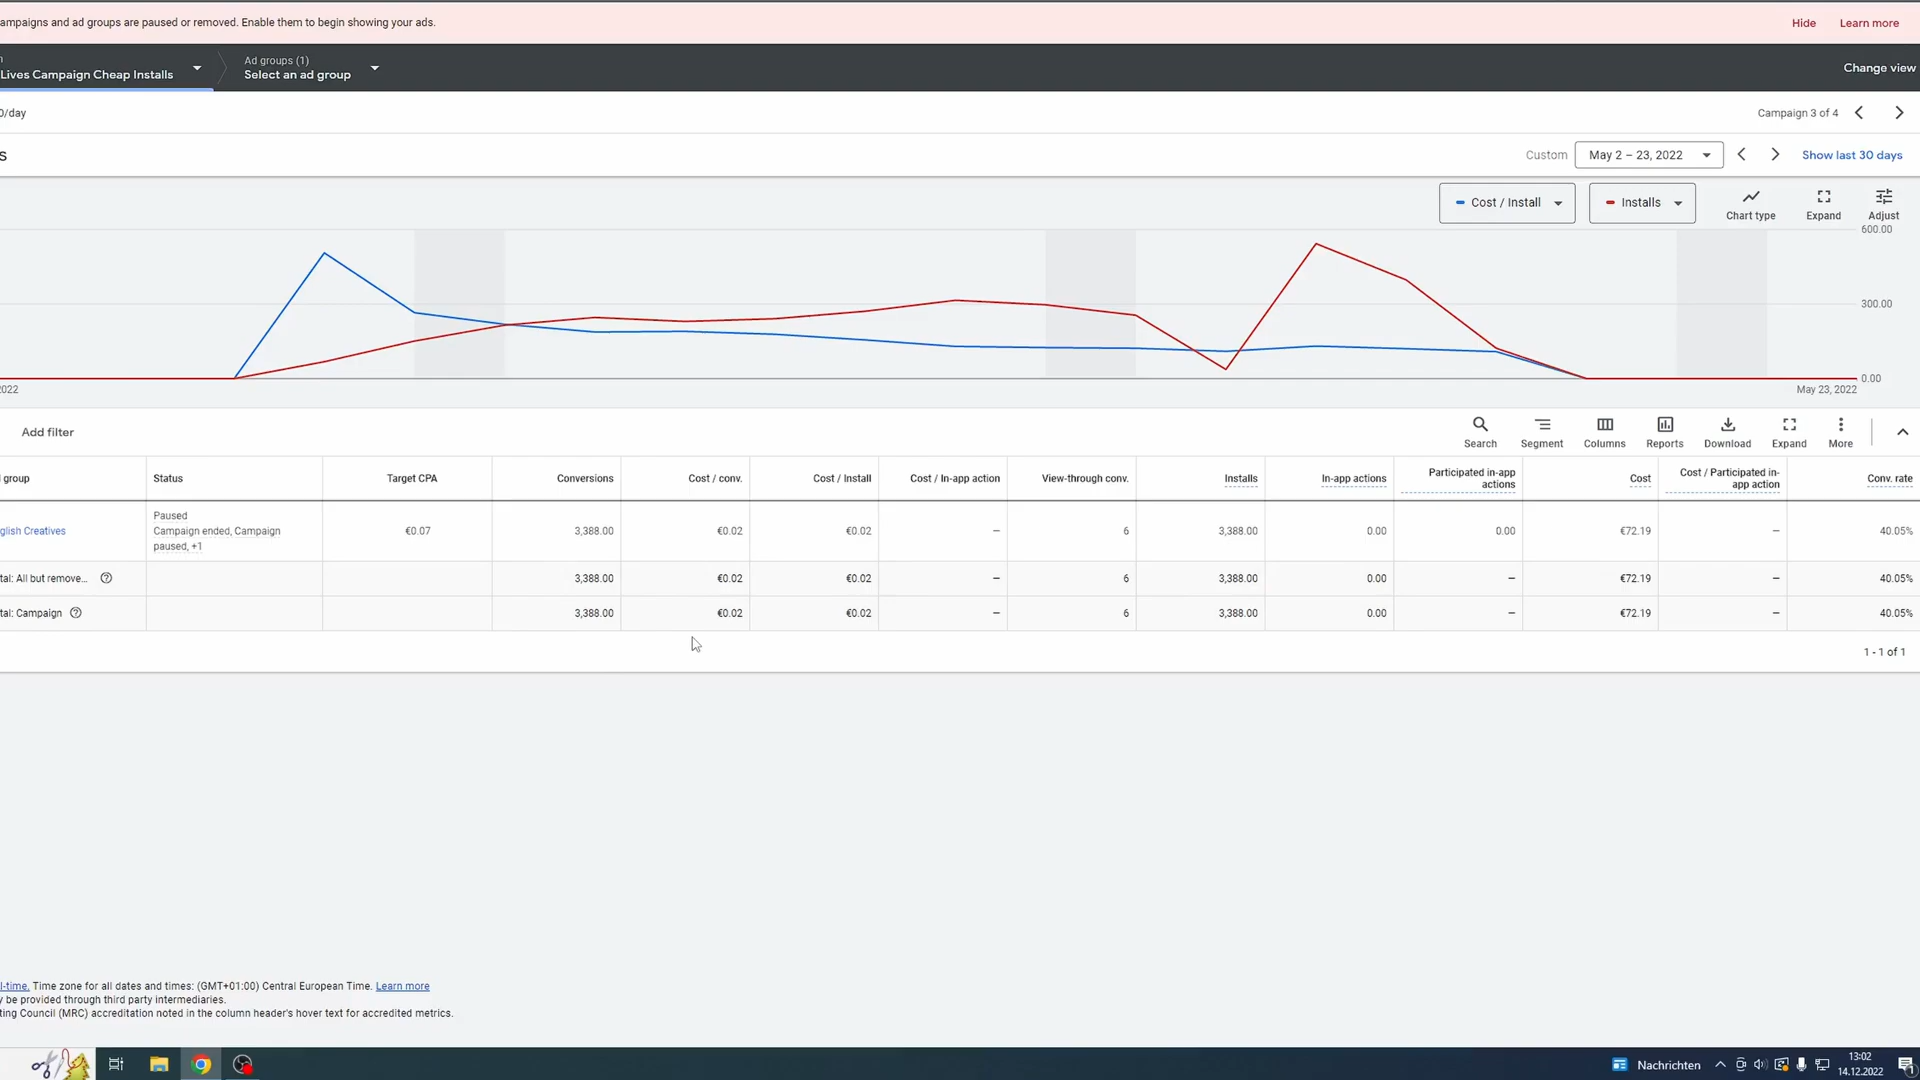 ampaigns and ad groups are paused or removed. Enable them to begin showing your ads.
Hide
Learn more
n
Lives Campaign Cheap Installs
Ad groups (1)
Select an ad group
Change view
0/day
Campaign 3 of 4
s
Custom
May 2 – 23, 2022
Show last 30 days
Cost / Install
Installs
Chart type
Expand
Adjust
600.00
300.00
0.00
2022
May 23, 2022
Add filter
Search
Segment
Columns
Reports
Download
Expand
More
group
Status
Target CPA
Conversions
Cost / conv.
Cost / Install
Cost / In-app action
View-through conv.
Installs
In-app actions
Participated in-app
actions
Cost
Cost / Participated in-
app action
Conv. rate
glish Creatives
Paused
Campaign ended, Campaign
paused, +1
€0.07
3,388.00
€0.02
€0.02
–
6
3,388.00
0.00
0.00
€72.19
–
40.05%
tal: All but remove...
3,388.00
€0.02
€0.02
–
6
3,388.00
0.00
–
€72.19
–
40.05%
tal: Campaign
3,388.00
€0.02
€0.02
–
6
3,388.00
0.00
–
€72.19
–
40.05%
1 - 1 of 1
l-time. Time zone for all dates and times: (GMT+01:00) Central European Time. Learn more
y be provided through third party intermediaries.
ting Council (MRC) accreditation noted in the column header's hover text for accredited metrics.
Nachrichten
13:02
14.12.2022
1